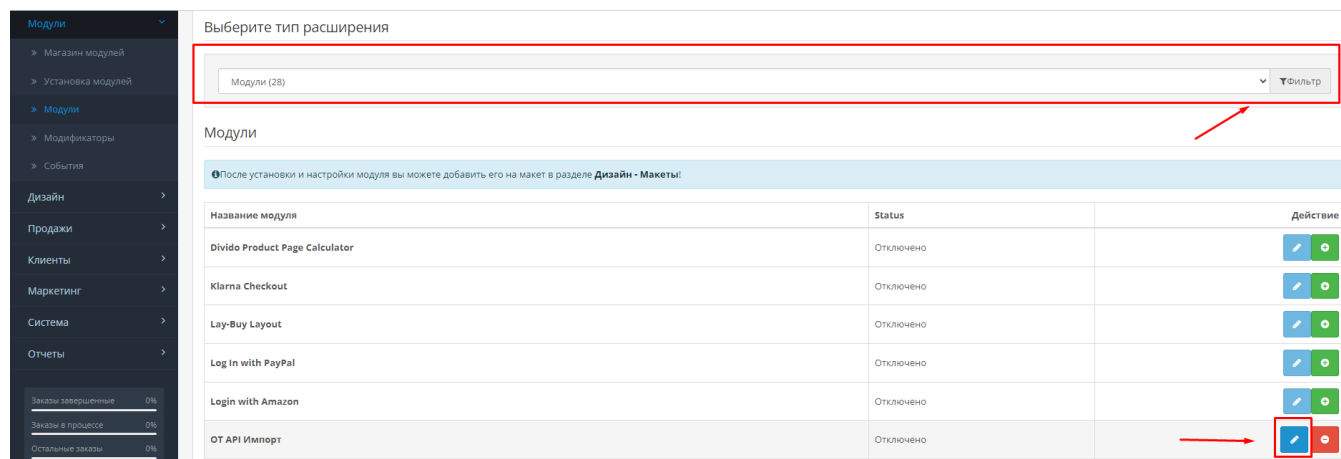 Модули
» Магазин модулей
» Установка модулей
» Модули
» Модификаторы
» События
Дизайн
Продажи
Клиенты
Маркетинг
Система
Отчеты
Заказы завершенные 0%
Заказы в процессе 0%
Остальные заказы 0%
Выберите тип расширения
Модули (28) Фильтр
Модули
После установки и настройки модуля вы можете добавить его на макет в разделе Дизайн - Макеты!
Название модуля Status Действие
Divido Product Page Calculator Отключено
Klarna Checkout Отключено
Lay-Buy Layout Отключено
Log In with PayPal Отключено
Login with Amazon Отключено
OT API Импорт Отключено